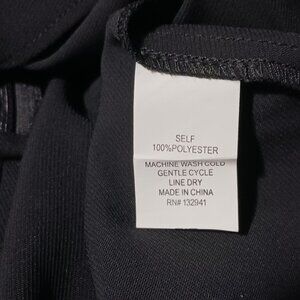 SELF
100%POLYESTER
MACHINE WASH COLD
GENTLE CYCLE
LINE DRY
MADE IN CHINA
RN# 132941